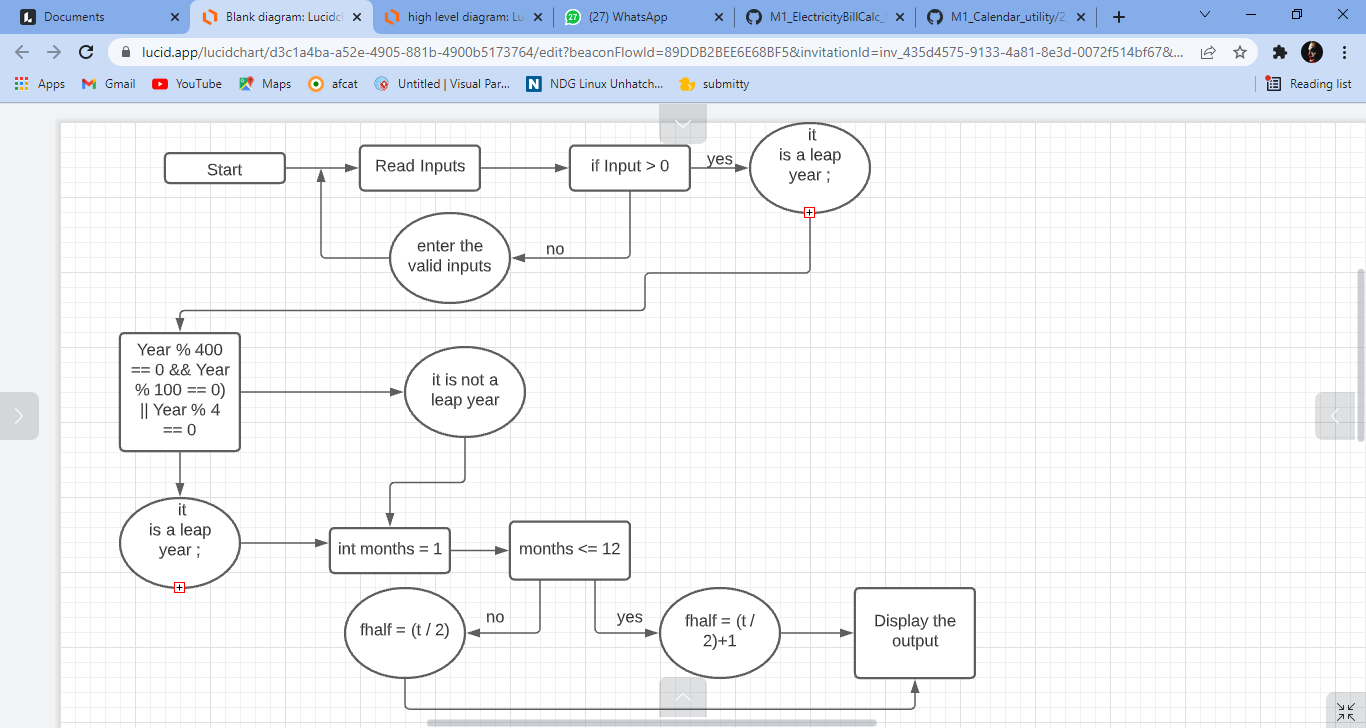 Documents
Blank diagram: Lucidc
high level diagram: Lu
27
(27) WhatsApp
M1_ElectricityBillCalc_
M1_Calendar_utility/2_
lucid.app/lucidchart/d3c1a4ba-a52e-4905-881b-4900b5173764/edit?beaconFlowId=89DDB2BEE6E68BF5&invitationId=inv_435d4575-9133-4a81-8e3d-0072f514bf67&...
Apps
Gmail
YouTube
Maps
afcat
Untitled | Visual Par...
NDG Linux Unhatch...
submitty
Reading list
Start
Read Inputs
if Input > 0
yes
it
is a leap
year ;
enter the
valid inputs
no
Year % 400
== 0 && Year
% 100 == 0)
|| Year % 4
== 0
it is not a
leap year
it
is a leap
year ;
int months = 1
months <= 12
no
yes
fhalf = (t / 2)
fhalf = (t /
2)+1
Display the
output